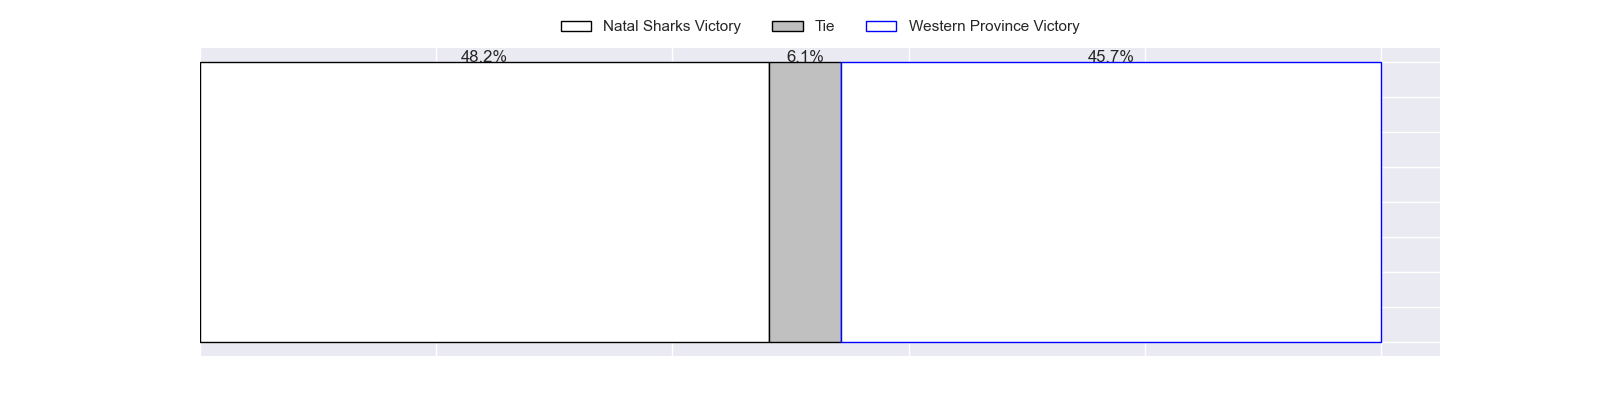 Natal Sharks Victory Tie Western Province Victory
48.2% 6.1% 45.7%